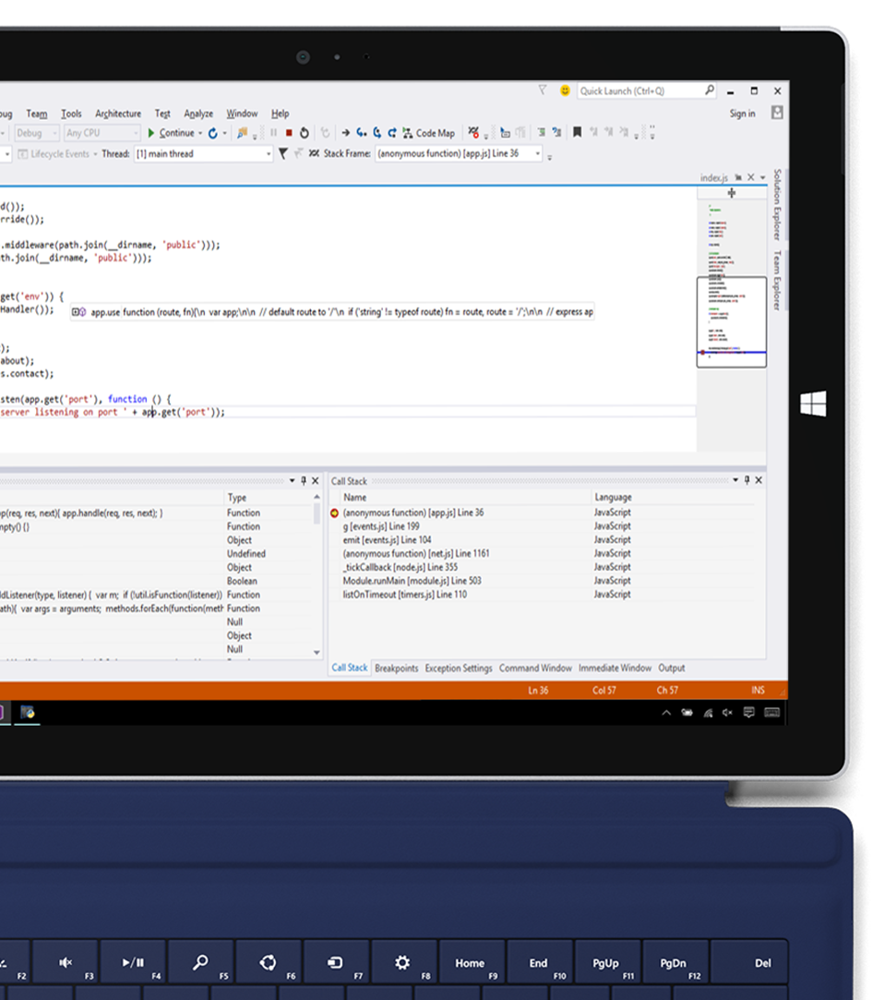 Quick Launch (Ctrl+Q)
bug Team Tools Architecture Test Analyze Window Help Sign in
Debug Any CPU Continue Code Map
Lifecycle Events Thread: [1] main thread Stack Frame: (anonymous function) [app.js] Line 36
index.js
Solution Explorer
Team Explorer
d());
rride());
.middleware(path.join(__dirname, 'public')));
th.join(__dirname, 'public')));
get('env')) {
Handler());
app.use function (route, fn){\n var app;\n\n // default route to '/'\n if ('string' != typeof route) fn = route, route = '/';\n\n // express ap
);
about);
s.contact);
sten(app.get('port'), function () {
server listening on port ' + app.get('port'));
Type
p(req, res, next){ app.handle(req, res, next); } Function
mpty() {} Function
Object
Undefined
Object
Boolean
ddListener(type, listener) { var m; if (!util.isFunction(listener)) Function
ath){ var args = arguments; methods.forEach(function(meth Function
Null
Object
Null
Call Stack
Name Language
(anonymous function) [app.js] Line 36 JavaScript
g [events.js] Line 199 JavaScript
emit [events.js] Line 104 JavaScript
(anonymous function) [net.js] Line 1161 JavaScript
_tickCallback [node.js] Line 355 JavaScript
Module.runMain [module.js] Line 503 JavaScript
listOnTimeout [timers.js] Line 110 JavaScript
Call Stack Breakpoints Exception Settings Command Window Immediate Window Output
Ln 36 Col 57 Ch 57 INS
F2 F3 F4 F5 F6 F7 F8 Home F9 End F10 PgUp F11 PgDn F12 Del